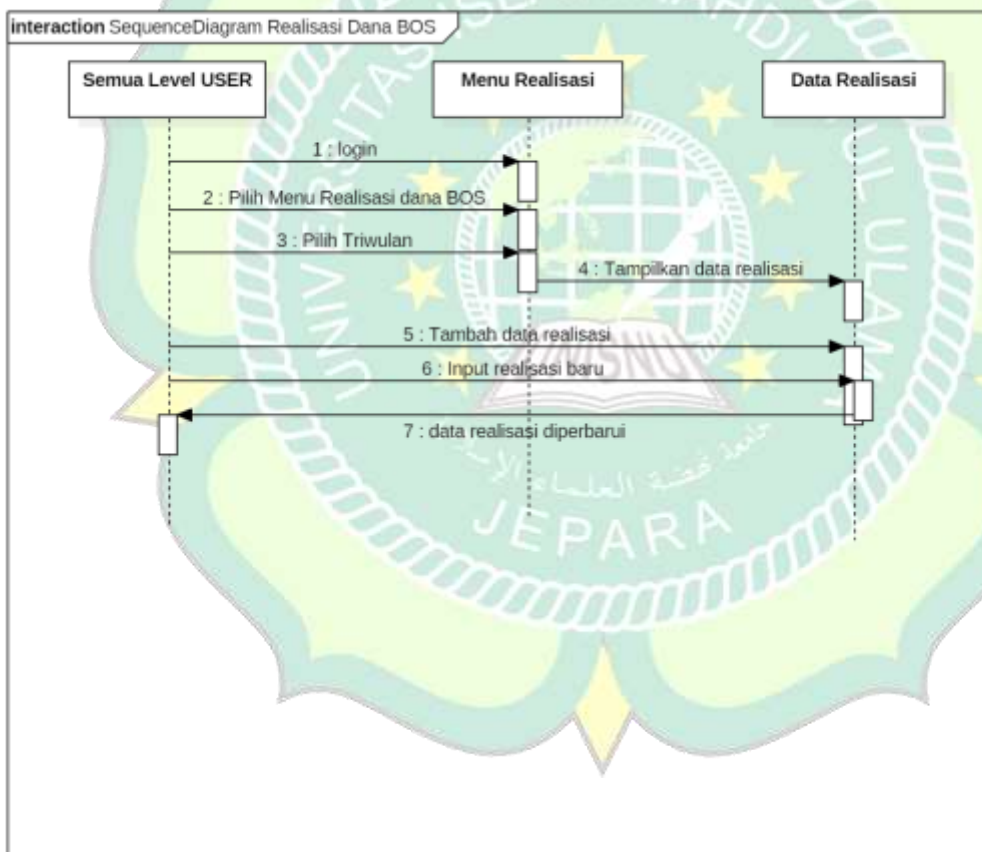 interaction SequenceDiagram Realisasi Dana BOS
Semua Level USER
Menu Realisasi
Data Realisasi
1 : login
2 : Pilih Menu Realisasi dana BOS
3 : Pilih Triwulan
4 : Tampilkan data realisasi
5 : Tambah data realisasi
6 : Input realisasi baru
7 : data realisasi diperbarui
UNISNU
JEPARA